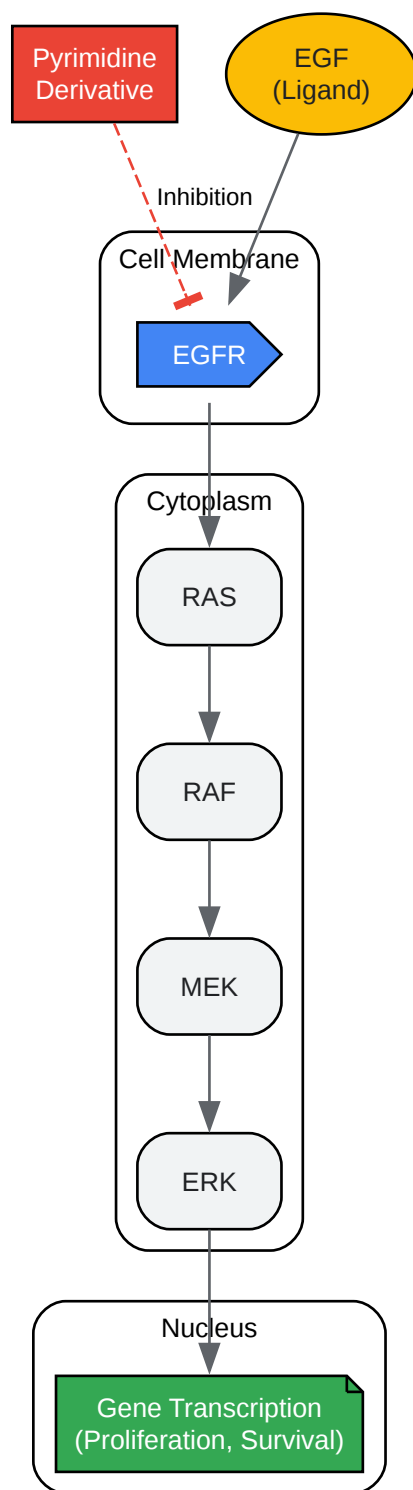 Pyrimidine
Derivative
EGF
(Ligand)
Inhibition
Cell Membrane
EGFR
Cytoplasm
RAS
RAF
MEK
ERK
Nucleus
Gene Transcription
(Proliferation, Survival)